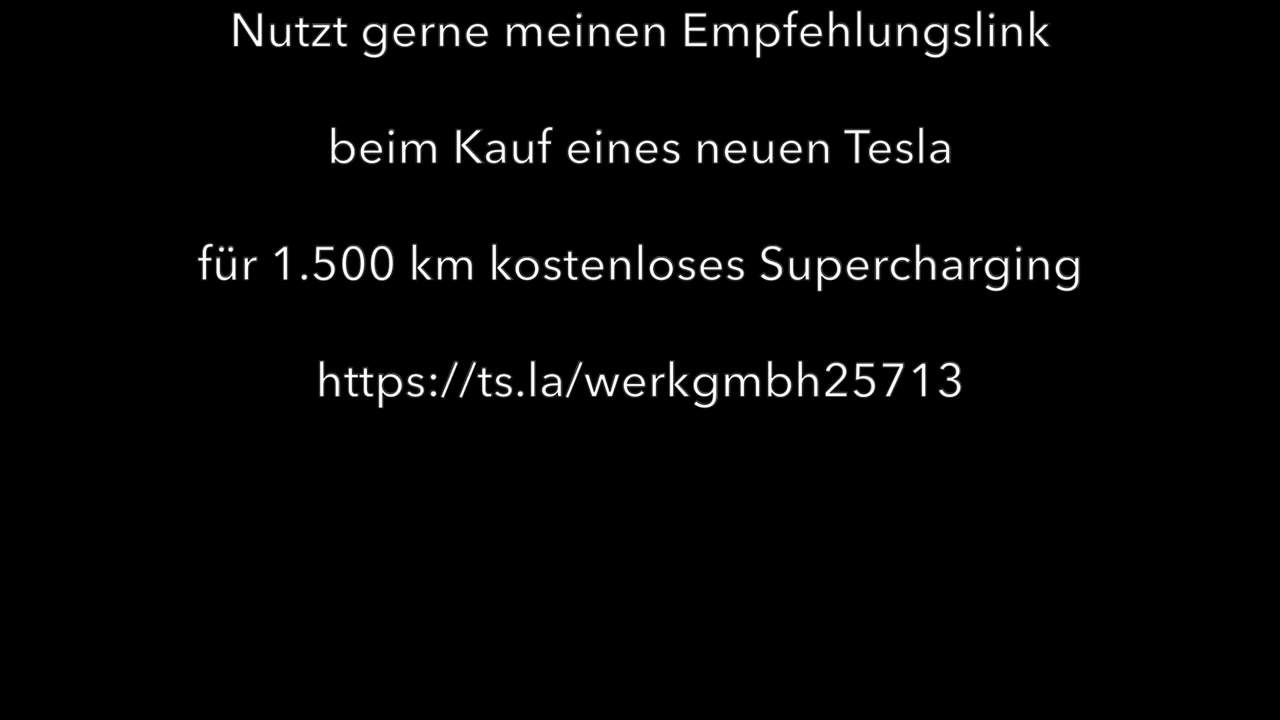 Nutzt gerne meinen Empfehlungslink
beim Kauf eines neuen Tesla
für 1.500 km kostenloses Supercharging
https://ts.la/werkgmbh25713